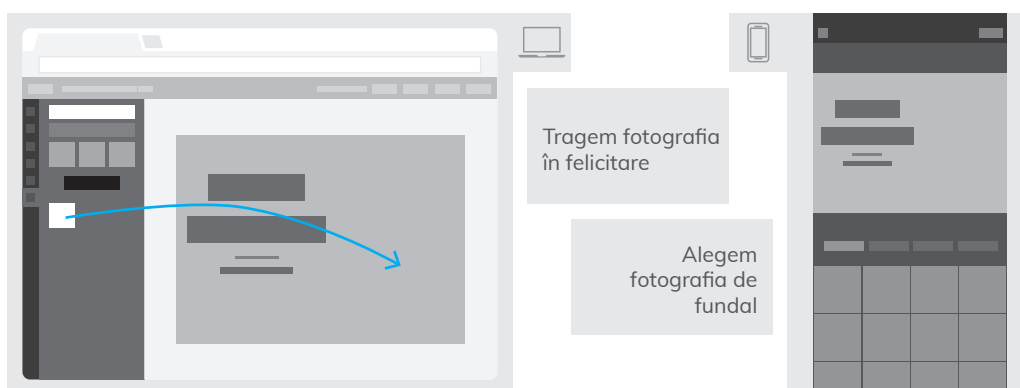 Tragem fotografia
în felicitare
Alegem
fotografia de
fundal